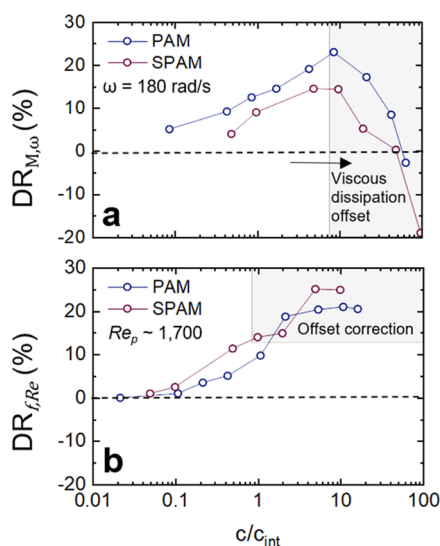 30
PAM
20
SPAM
ω = 180 rad/s
10
DR_M,ω (%)
0
Viscous
dissipation
offset
-10
a
-20
30
PAM
20
SPAM
Re_p ~ 1,700
Offset correction
10
DR_f,Re (%)
0
-10
b
-20
0.01 0.1 1 10 100
c/c_int